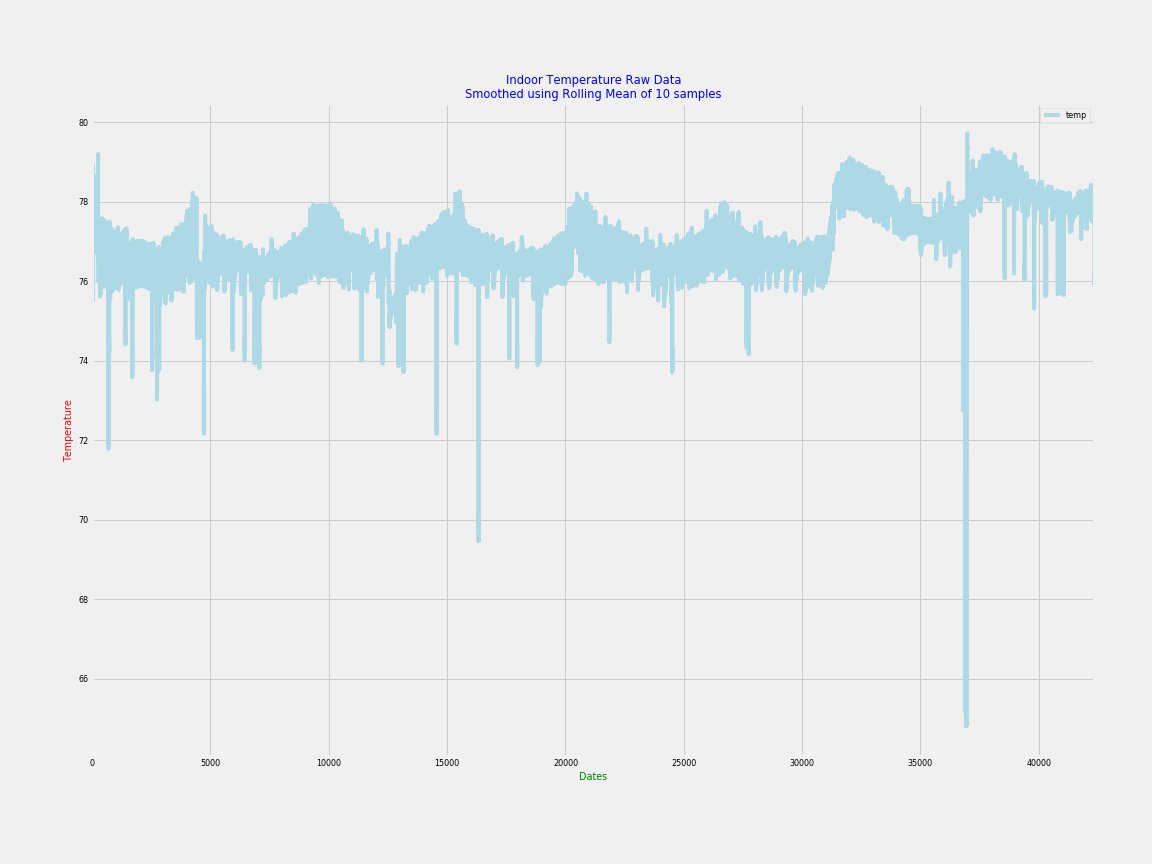 Indoor Temperature Raw Data
Smoothed using Rolling Mean of 10 samples
temp
80
78
76
74
72
70
68
66
Temperature
0 5000 10000 15000 20000 25000 30000 35000 40000
Dates